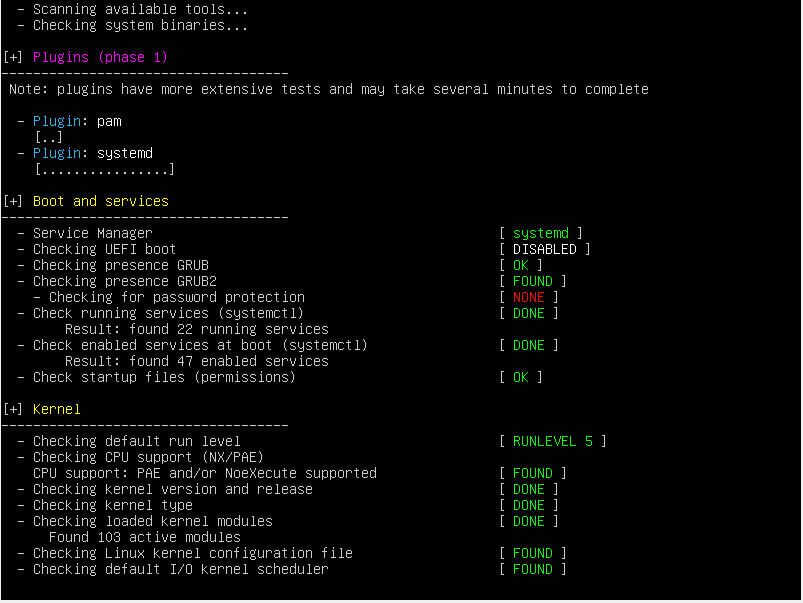 - Scanning available tools...
- Checking system binaries...
[+] Plugins (phase 1)
------------------------------------
Note: plugins have more extensive tests and may take several minutes to complete
- Plugin: pam
[..]
- Plugin: systemd
[................]
[+] Boot and services
------------------------------------
- Service Manager [ systemd ]
- Checking UEFI boot [ DISABLED ]
- Checking presence GRUB [ OK ]
- Checking presence GRUB2 [ FOUND ]
- Checking for password protection [ NONE ]
- Check running services (systemctl) [ DONE ]
Result: found 22 running services
- Check enabled services at boot (systemctl) [ DONE ]
Result: found 47 enabled services
- Check startup files (permissions) [ OK ]
[+] Kernel
------------------------------------
- Checking default run level [ RUNLEVEL 5 ]
- Checking CPU support (NX/PAE)
CPU support: PAE and/or NoeXecute supported [ FOUND ]
- Checking kernel version and release [ DONE ]
- Checking kernel type [ DONE ]
- Checking loaded kernel modules [ DONE ]
Found 103 active modules
- Checking Linux kernel configuration file [ FOUND ]
- Checking default I/O kernel scheduler [ FOUND ]